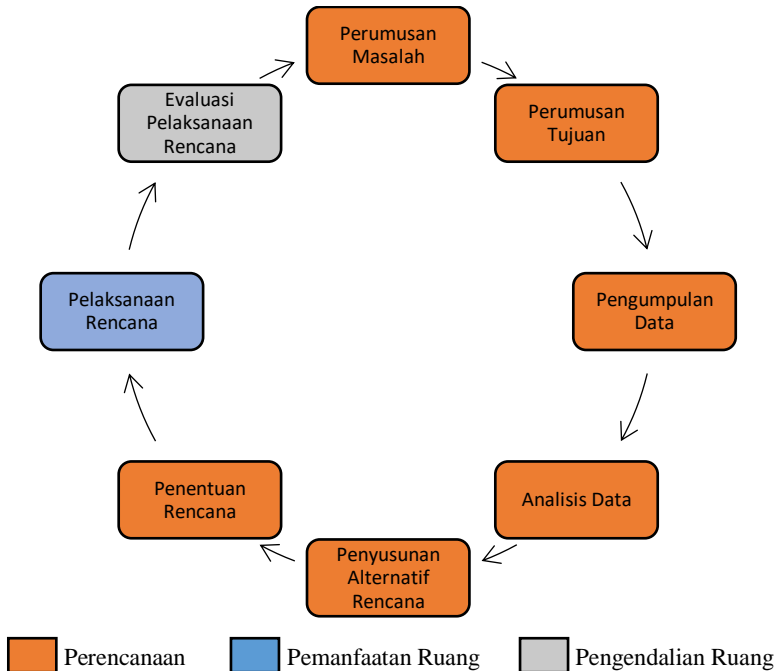 Perumusan
Masalah
Perumusan
Tujuan
Pengumpulan
Data
Analisis Data
Penyusunan
Alternatif
Rencana
Penentuan
Rencana
Pelaksanaan
Rencana
Evaluasi
Pelaksanaan
Rencana
Perencanaan
Pemanfaatan Ruang
Pengendalian Ruang